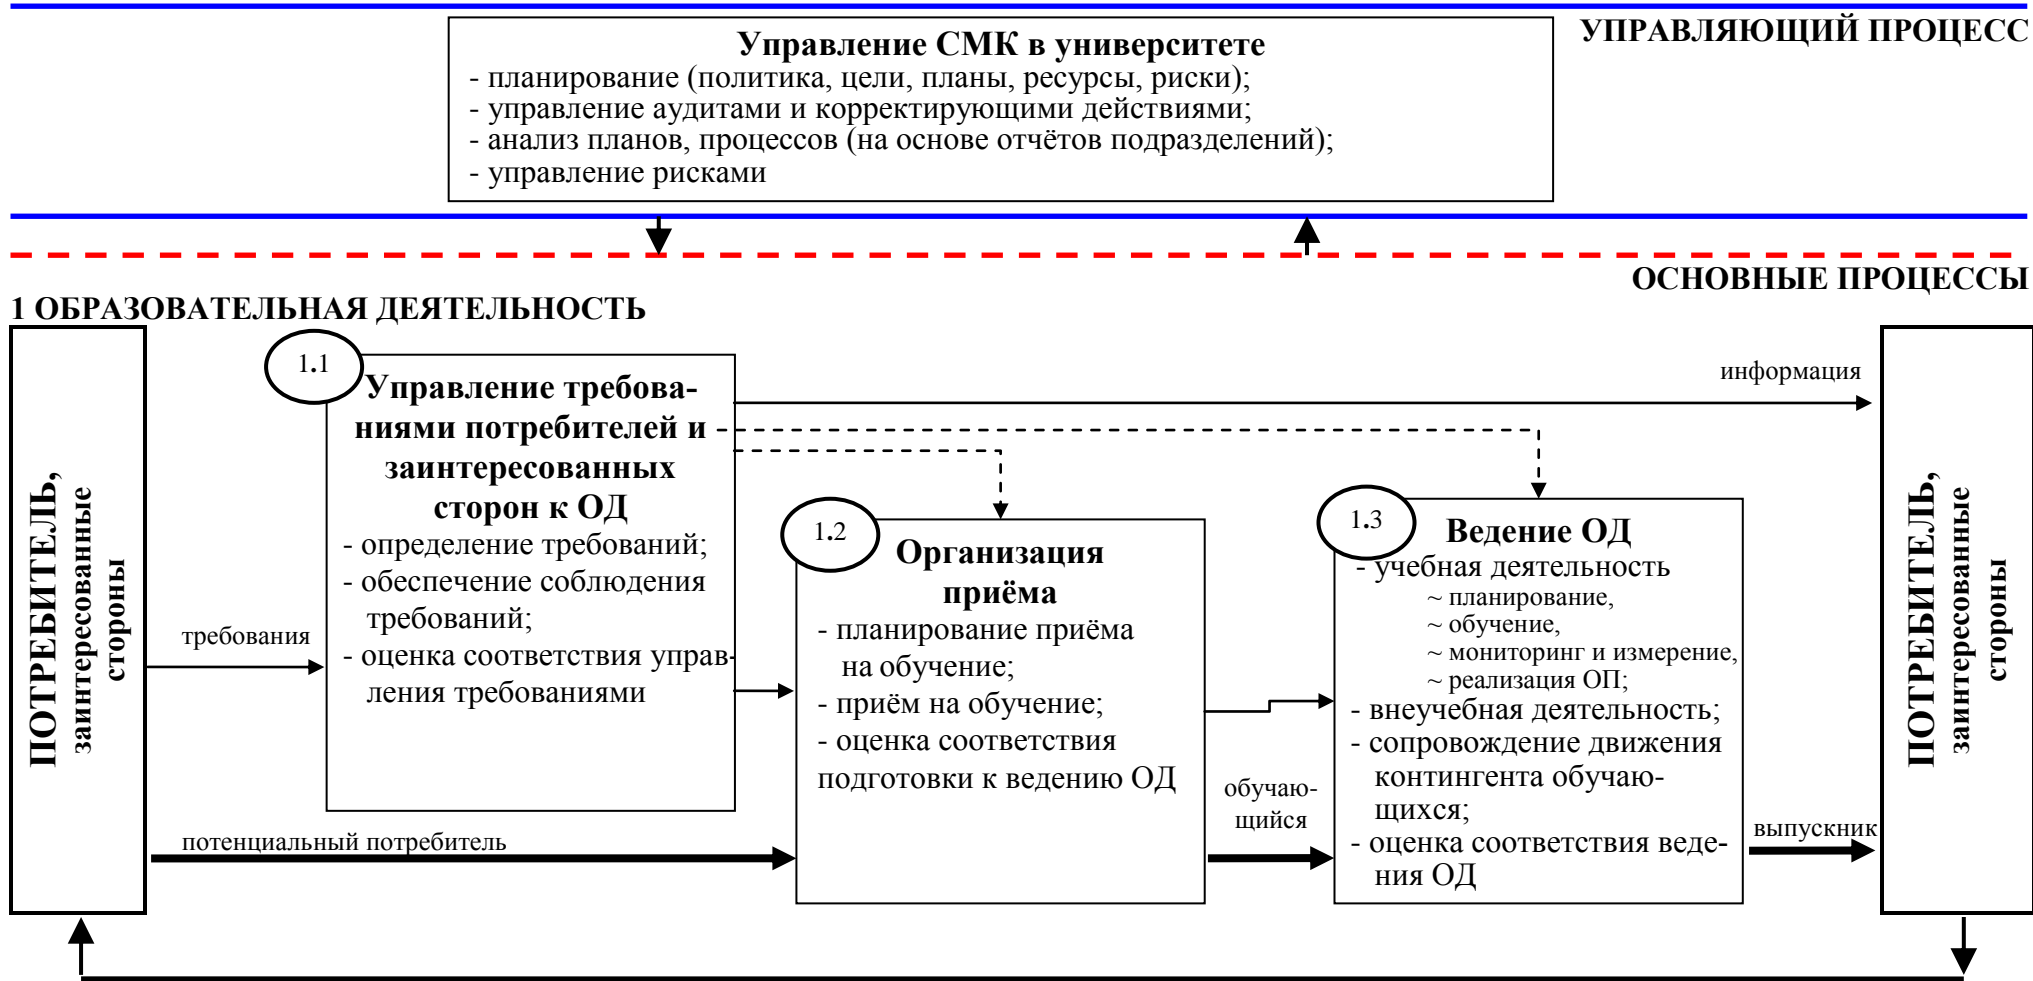 УПРАВЛЯЮЩИЙ ПРОЦЕСС
Управление СМК в университете
- планирование (политика, цели, планы, ресурсы, риски);
- управление аудитами и корректирующими действиями;
- анализ планов, процессов (на основе отчётов подразделений);
- управление рисками
ОСНОВНЫЕ ПРОЦЕССЫ
1 ОБРАЗОВАТЕЛЬНАЯ ДЕЯТЕЛЬНОСТЬ
ПОТРЕБИТЕЛЬ,
заинтересованные
стороны
требования
потенциальный потребитель
1.1
Управление требова-
ниями потребителей и
заинтересованных
сторон к ОД
- определение требований;
- обеспечение соблюдения
требований;
- оценка соответствия управ-
ления требованиями
1.2
Организация
приёма
- планирование приёма
на обучение;
- приём на обучение;
- оценка соответствия
подготовки к ведению ОД
обучаю-
щийся
1.3
Ведение ОД
- учебная деятельность
~ планирование,
~ обучение,
~ мониторинг и измерение,
~ реализация ОП;
- внеучебная деятельность;
- сопровождение движения
контингента обучаю-
щихся;
- оценка соответствия веде-
ния ОД
информация
выпускник
ПОТРЕБИТЕЛЬ,
заинтересованные
стороны